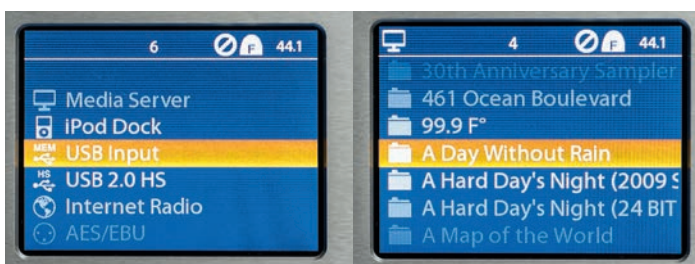 6 F 44.1
Media Server
iPod Dock
MEM USB Input
HS USB 2.0 HS
Internet Radio
AES/EBU
4 F 44.1
30th Anniversary Sampler
461 Ocean Boulevard
99.9 F°
A Day Without Rain
A Hard Day's Night (2009 S
A Hard Day's Night (24 BIT
A Map of the World